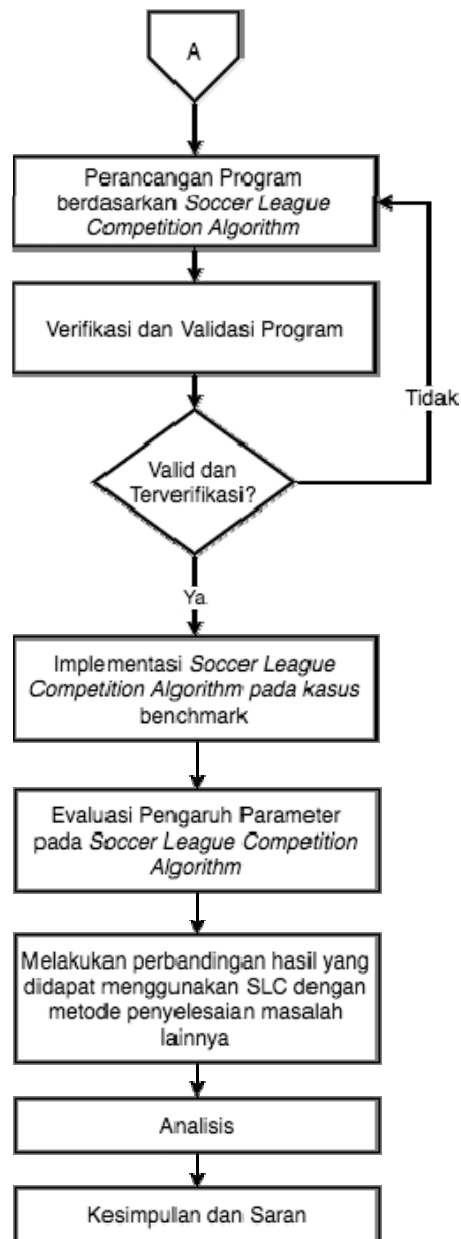 A
Perancangan Program
berdasarkan Soccer League
Competition Algorithm
Verifikasi dan Validasi Program
Tidak
Valid dan
Terverifikasi?
Ya
Implementasi Soccer League
Competition Algorithm pada kasus
benchmark
Evaluasi Pengaruh Parameter
pada Soccer League Competition
Algorithm
Melakukan perbandingan hasil yang
didapat menggunakan SLC dengan
metode penyelesaian masalah
lainnya
Analisis
Kesimpulan dan Saran